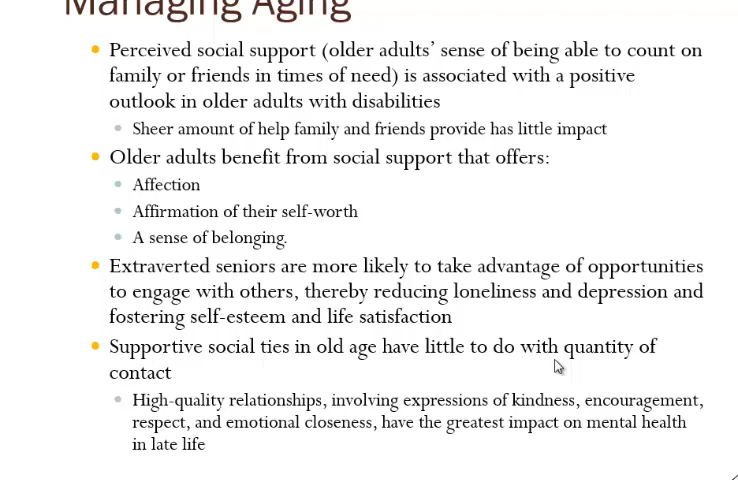 Managing Aging
Perceived social support (older adults' sense of being able to count on
family or friends in times of need) is associated with a positive
outlook in older adults with disabilities
Sheer amount of help family and friends provide has little impact
Older adults benefit from social support that offers:
Affection
Affirmation of their self-worth
A sense of belonging.
Extraverted seniors are more likely to take advantage of opportunities
to engage with others, thereby reducing loneliness and depression and
fostering self-esteem and life satisfaction
Supportive social ties in old age have little to do with quantity of
contact
High-quality relationships, involving expressions of kindness, encouragement,
respect, and emotional closeness, have the greatest impact on mental health
in late life